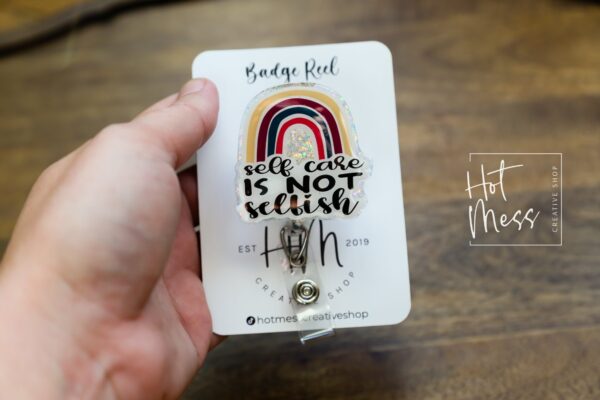 Badge Reel
self care
IS NOT
selfish
EST HM 2019
CREATIVE SHOP
hotmesscreativeshop
Hot
Mess
CREATIVE SHOP